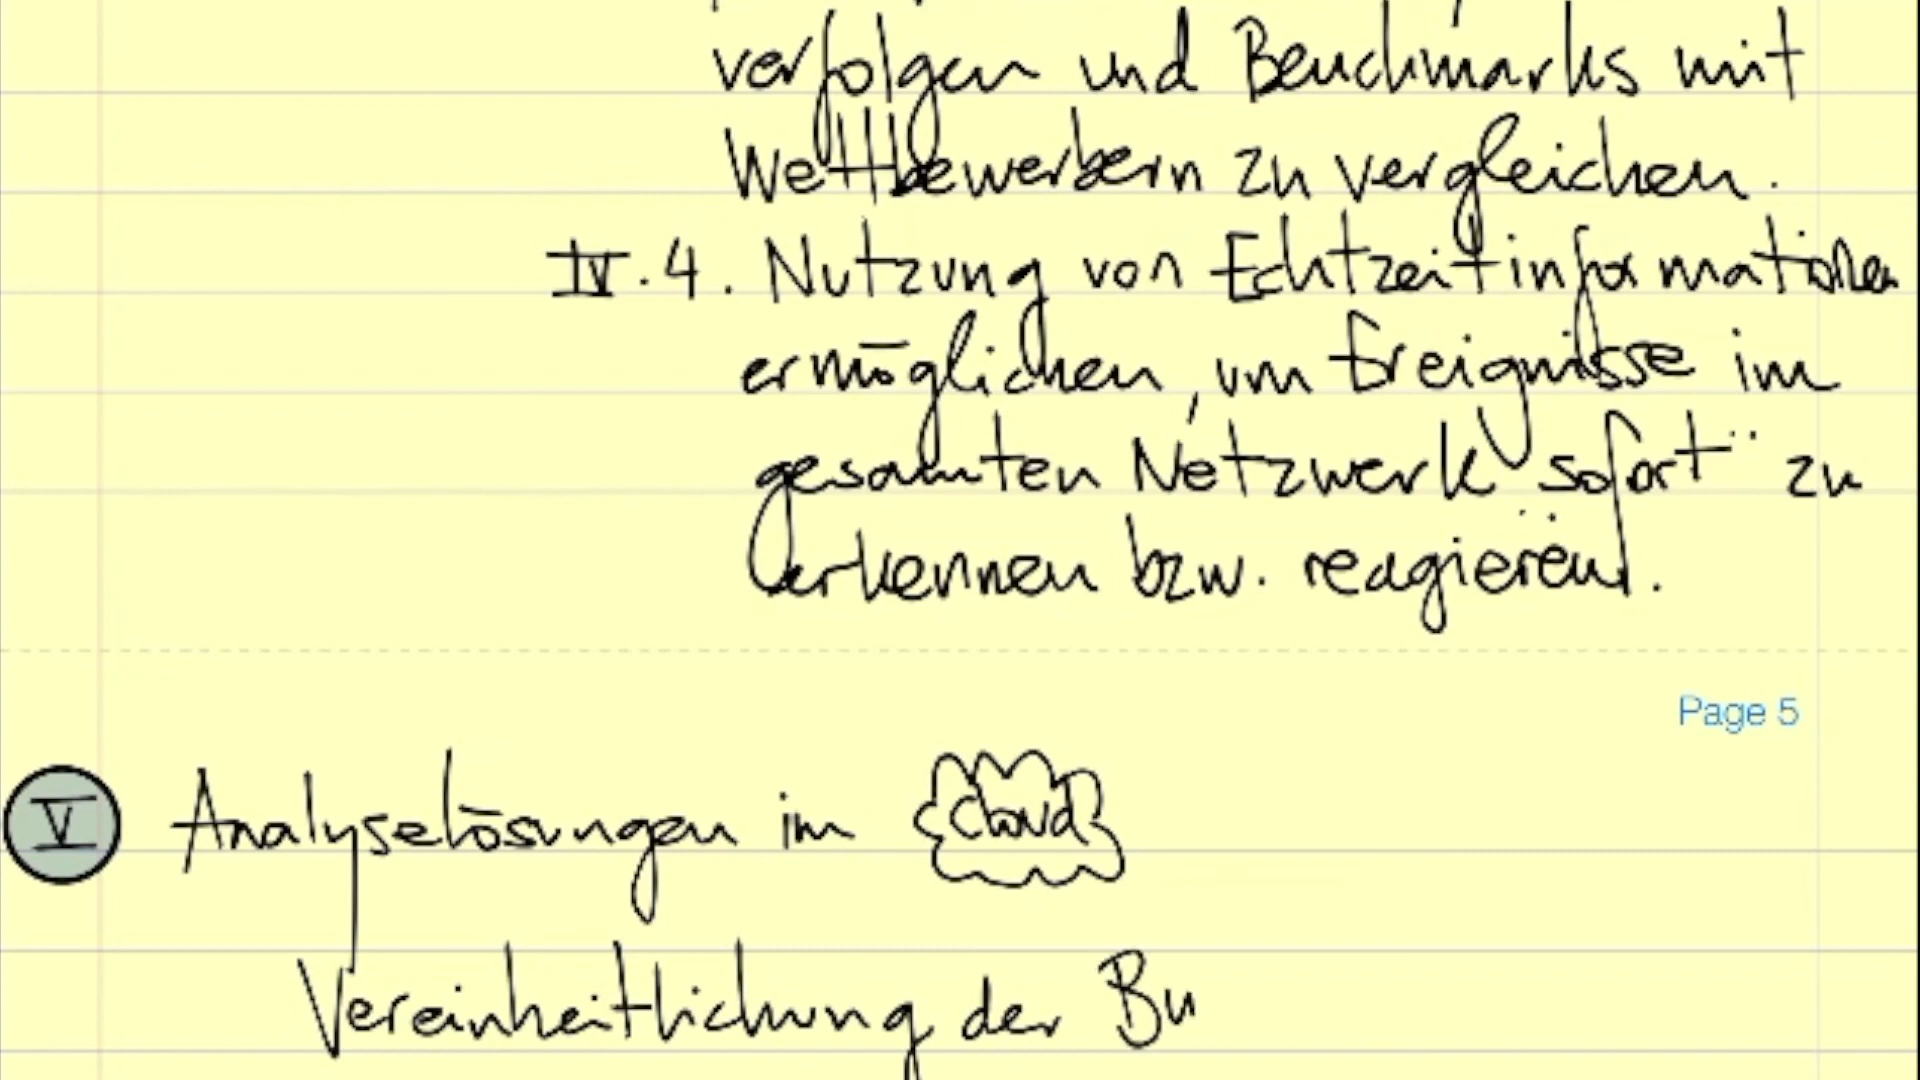 verfolgen und Benchmarks mit
Wettbewerbern zu vergleichen.
IV.4. Nutzung von Echtzeitinformationen
ermöglichen, um Ereignisse im
gesamten Netzwerk "sofort" zu
erkennen bzw. reagieren.
Page 5
V Analyselösungen im Cloud
Vereinheitlichung der Bu